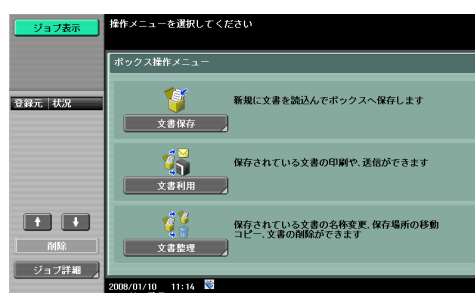 ジョブ表示
操作メニューを選択してください
ボックス操作メニュー
登録元 状況
新規に文書を読込んでボックスへ保存します
文書保存
保存されている文書の印刷や、送信ができます
文書利用
保存されている文書の名称変更、保存場所の移動
コピー、文書の削除ができます
文書整理
↑ ↓
削除
ジョブ詳細
2008/01/10 11:14